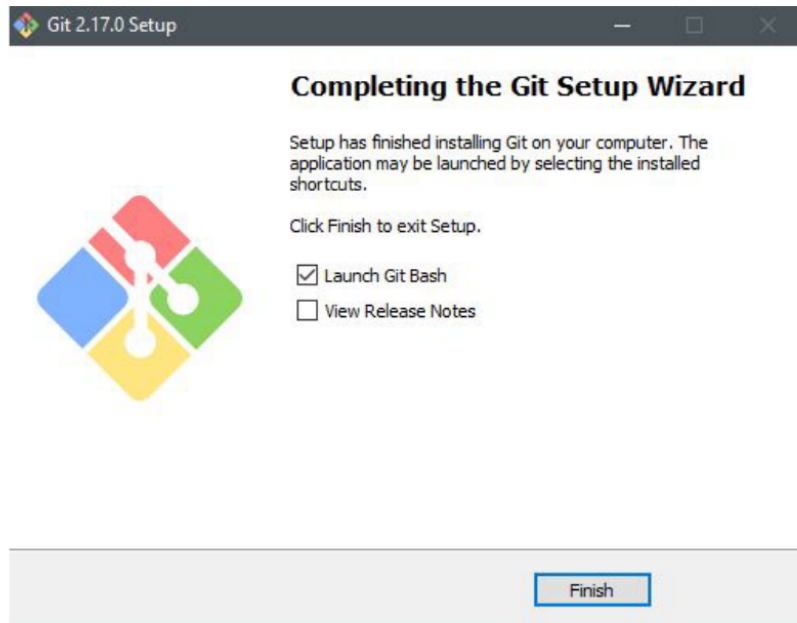 Git 2.17.0 Setup
Completing the Git Setup Wizard
Setup has finished installing Git on your computer. The
application may be launched by selecting the installed
shortcuts.
Click Finish to exit Setup.
Launch Git Bash
View Release Notes
Finish